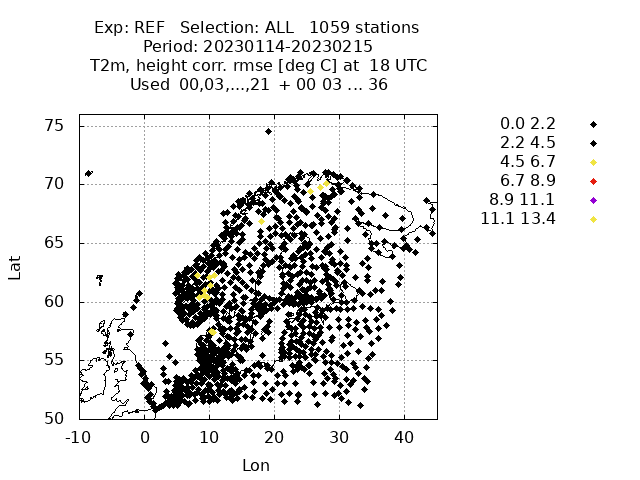 Exp: REF   Selection: ALL   1059 stations
Period: 20230114-20230215
T2m, height corr. rmse [deg C] at  18 UTC
Used  00,03,...,21  + 00  03 ...  36
0.0 2.2
2.2 4.5
4.5 6.7
6.7 8.9
8.9 11.1
11.1 13.4
75
70
65
60
55
50
Lat
-10 0 10 20 30 40
Lon